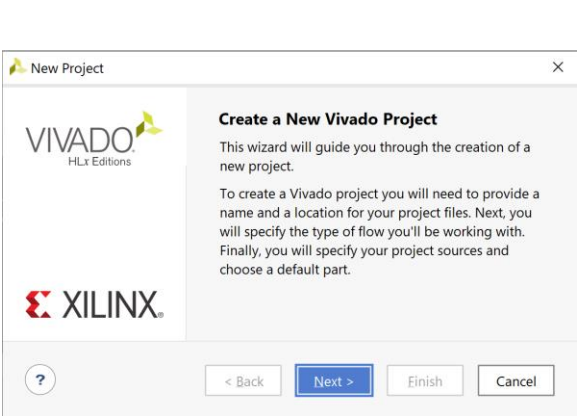 New Project
VIVADO
HLx Editions
XILINX
Create a New Vivado Project
This wizard will guide you through the creation of a
new project.
To create a Vivado project you will need to provide a
name and a location for your project files. Next, you
will specify the type of flow you'll be working with.
Finally, you will specify your project sources and
choose a default part.
?
< Back
Next >
Finish
Cancel